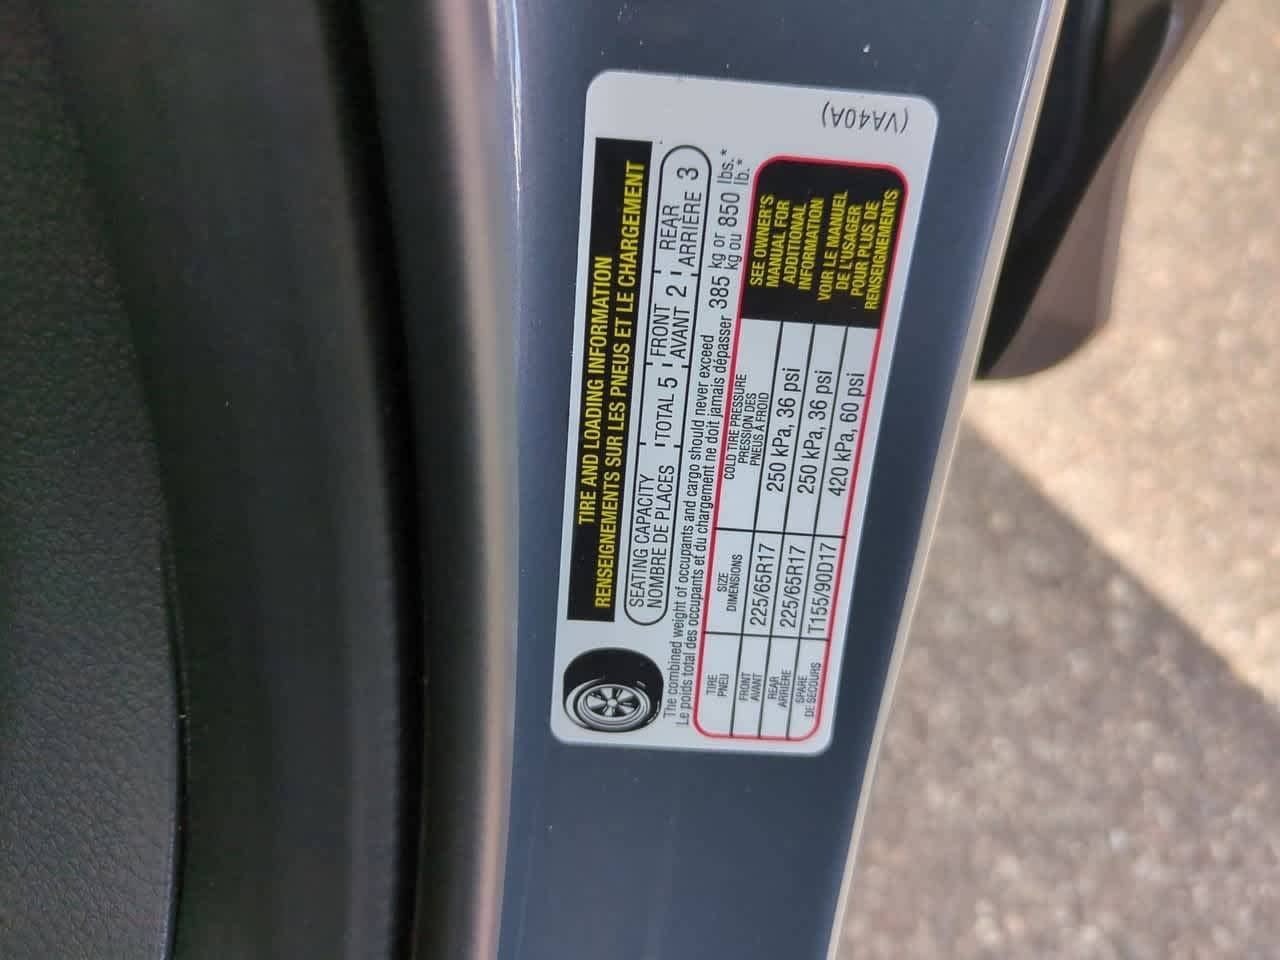 (VA40A)
TIRE AND LOADING INFORMATION
RENSEIGNEMENTS SUR LES PNEUS ET LE CHARGEMENT
SEATING CAPACITY
NOMBRE DE PLACES
TOTAL 5
FRONT
AVANT 2
REAR
ARRIÈRE 3
The combined weight of occupants and cargo should never exceed 385 kg or 850 lbs.*
Le poids total des occupants et du chargement ne doit jamais dépasser 385 kg ou 850 lb.*
TIRE
PNEU
SIZE
DIMENSIONS
COLD TIRE PRESSURE
PRESSION DES
PNEUS À FROID
FRONT
AVANT
225/65R17
250 kPa, 36 psi
REAR
ARRIÈRE
225/65R17
250 kPa, 36 psi
SPARE
DE SECOURS
T155/90D17
420 kPa, 60 psi
SEE OWNER'S
MANUAL FOR
ADDITIONAL
INFORMATION
VOIR LE MANUEL
DE L'USAGER
POUR PLUS DE
RENSEIGNEMENTS